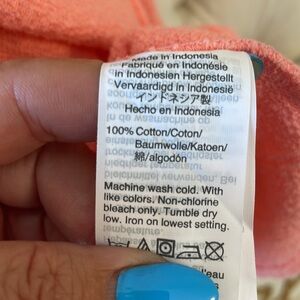 Made in Indonesia
Fabriqué en Indonésie
In Indonesien Hergestellt
Vervaardigd in Indonesië
インドネシア製
Hecho en Indonesia
100% Cotton/Coton/
Baumwolle/Katoen/
綿/algodón
Machine wash cold. With
like colors. Non-chlorine
bleach only. Tumble dry
low. Iron on lowest setting.
l'eau